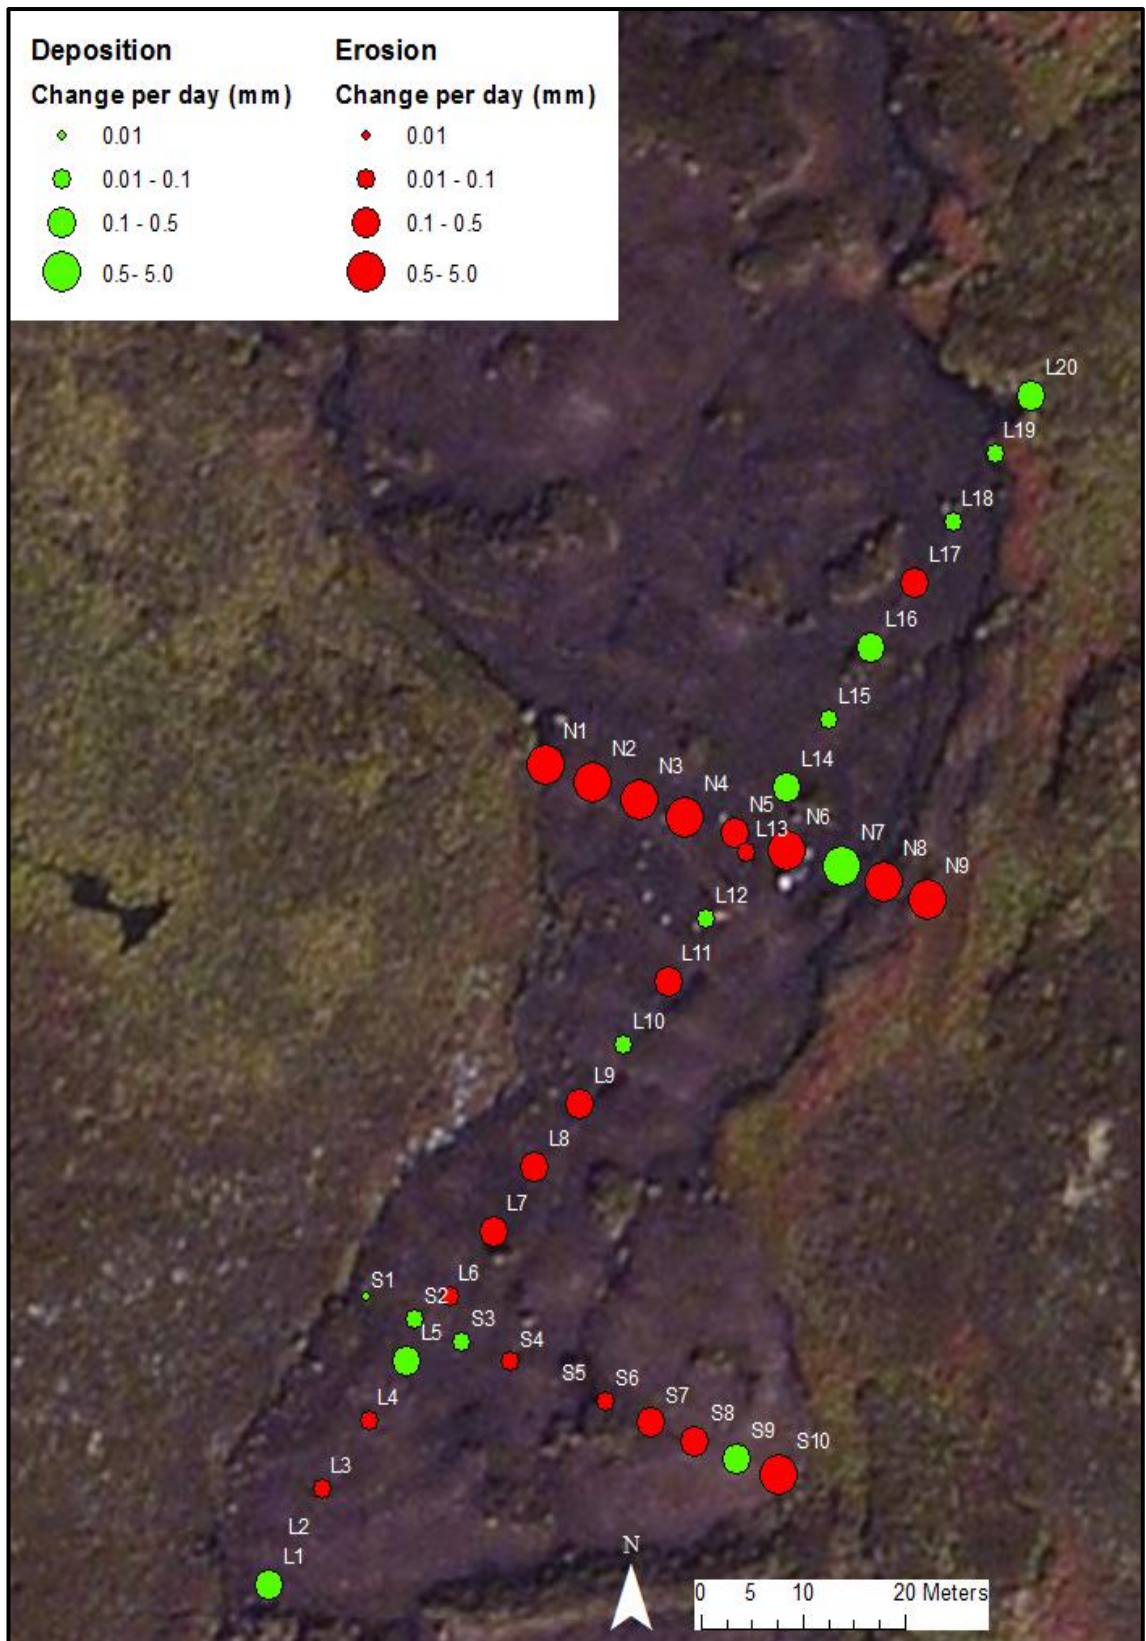 Deposition
Erosion
Change per day (mm)
Change per day (mm)
0.01
0.01
0.01 - 0.1
0.01 - 0.1
0.1 - 0.5
0.1 - 0.5
0.5- 5.0
0.5- 5.0
L20
L19
L18
L17
L16
L15
L14
N1
N2
N3
N4
N5
L13
N6
N7
N8
N9
L12
L11
L10
L9
L8
L7
L6
S1
S2
S3
L5
S4
S5
S6
S7
S8
S9
S10
L4
L3
L2
L1
N
0 5 10 20 Meters